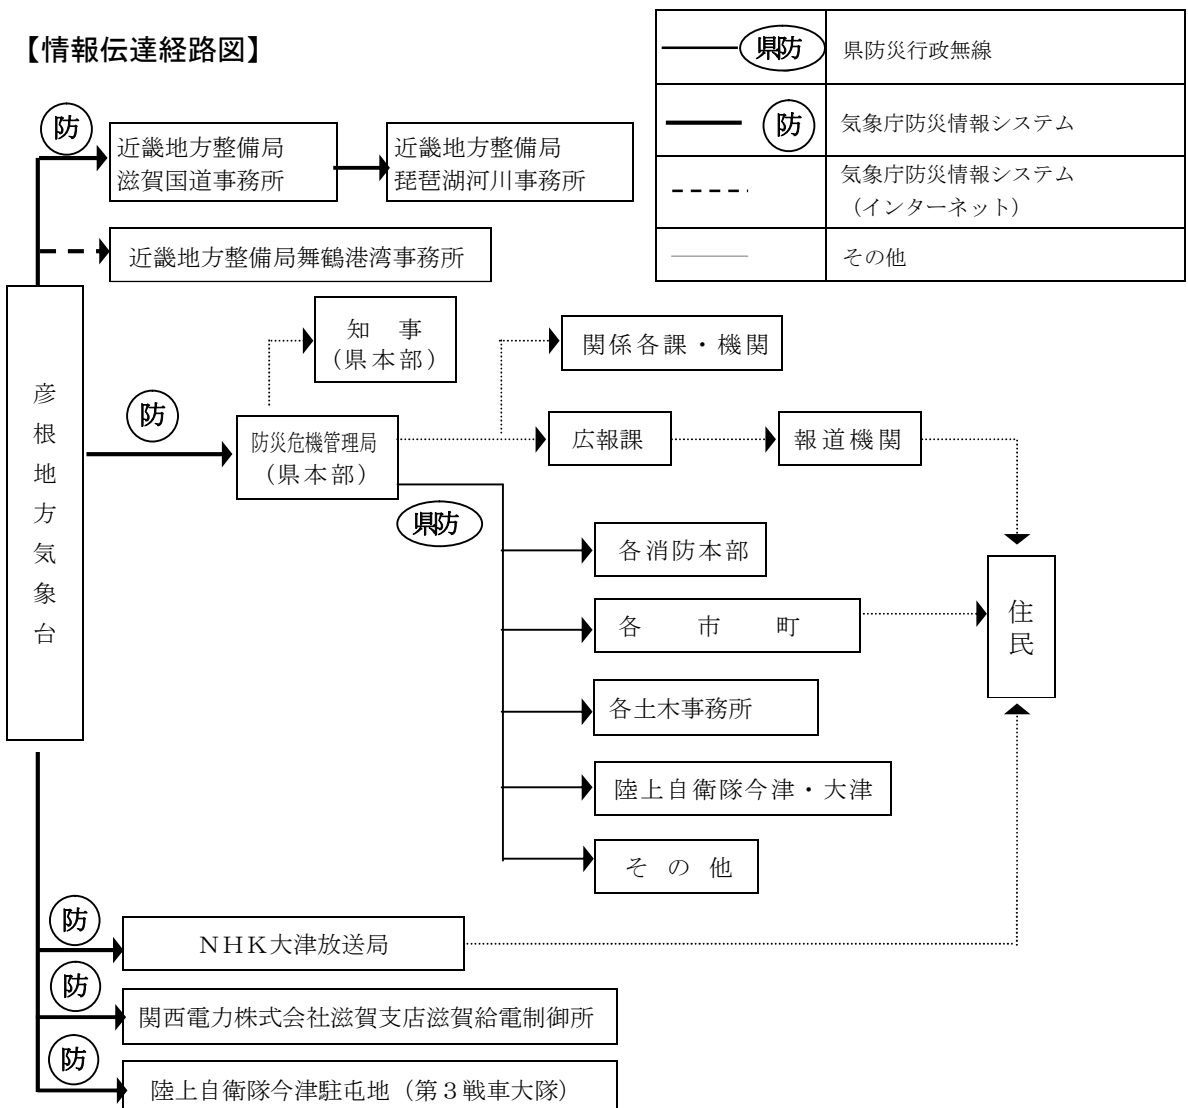 【情報伝達経路図】
県防 県防災行政無線
防 気象庁防災情報システム
気象庁防災情報システム
（インターネット）
その他
防
近畿地方整備局
滋賀国道事務所
近畿地方整備局
琵琶湖河川事務所
近畿地方整備局舞鶴港湾事務所
彦根地方気象台
知　事
（県本部）
関係各課・機関
防
防災危機管理局
（県本部）
広報課
報道機関
県防
各消防本部
各　市　町
住民
各土木事務所
陸上自衛隊今津・大津
そ の 他
防
ＮＨＫ大津放送局
防
関西電力株式会社滋賀支店滋賀給電制御所
防
陸上自衛隊今津駐屯地（第３戦車大隊）